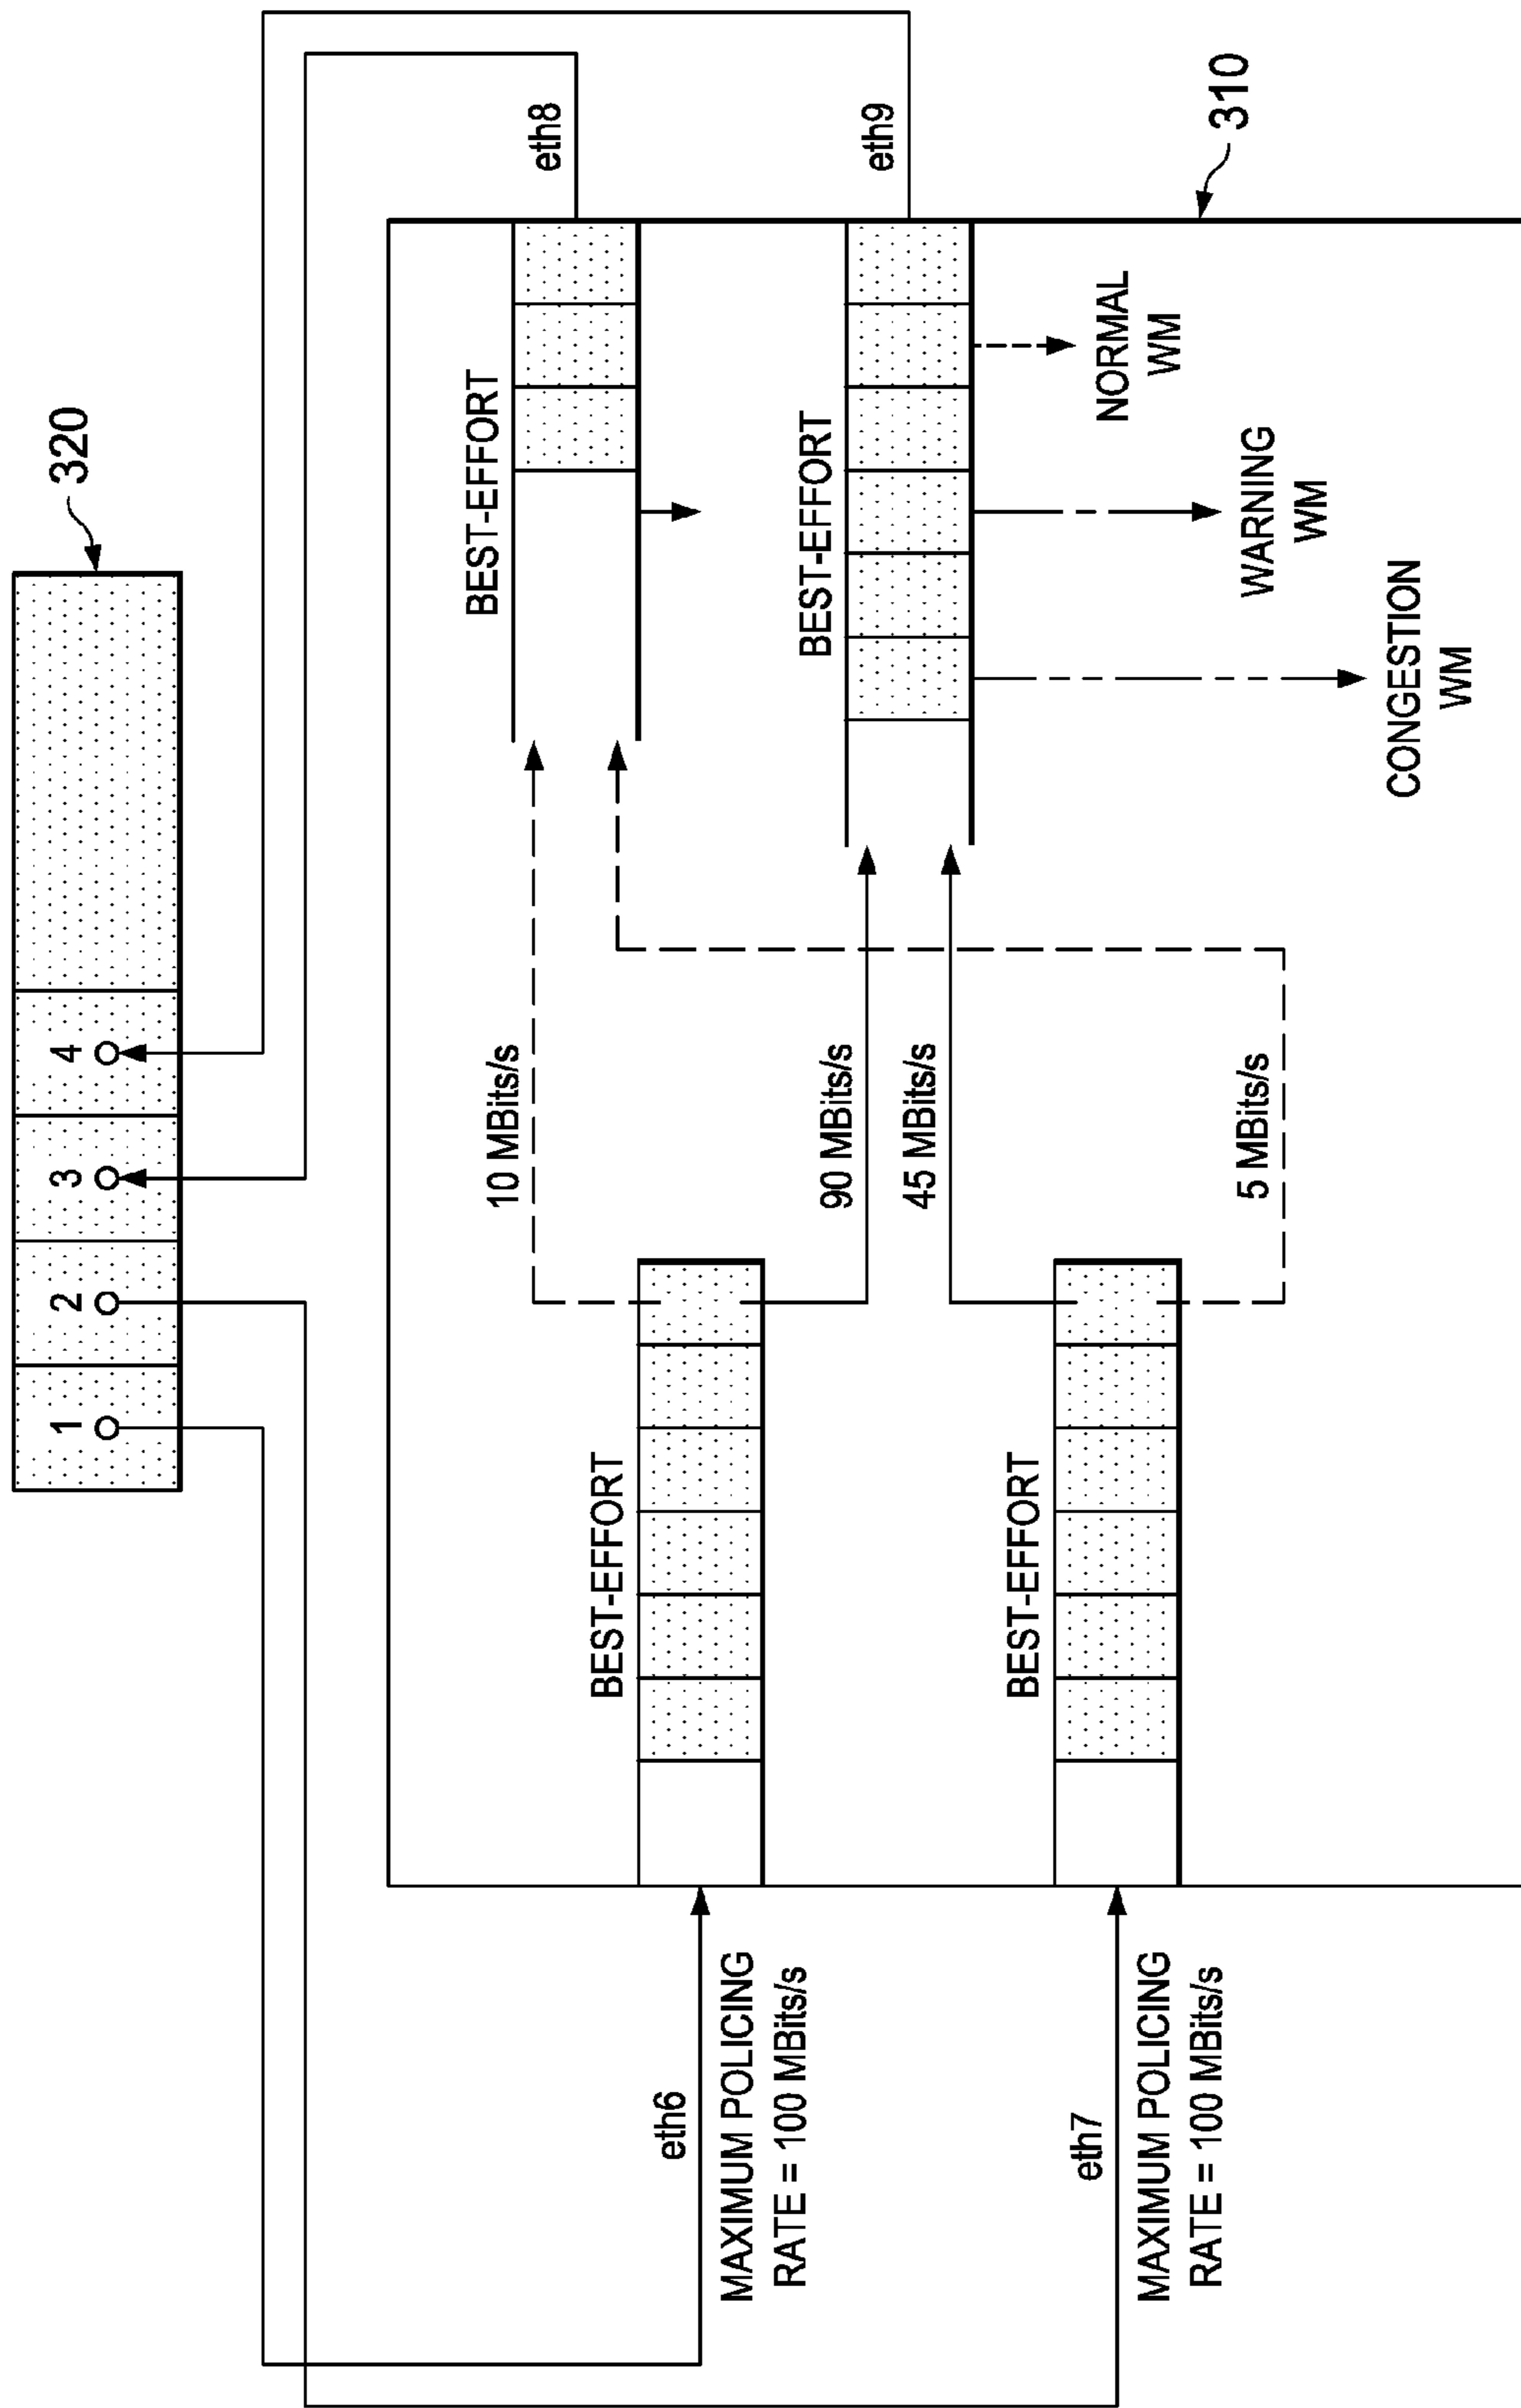 320
1
2
3
4
eth8
eth9
BEST-EFFORT
10 MBits/s
BEST-EFFORT
BEST-EFFORT
90 MBits/s
45 MBits/s
eth6
MAXIMUM POLICING
RATE = 100 MBits/s
BEST-EFFORT
5 MBits/s
NORMAL
WM
WARNING
WM
CONGESTION
WM
310
eth7
MAXIMUM POLICING
RATE = 100 MBits/s